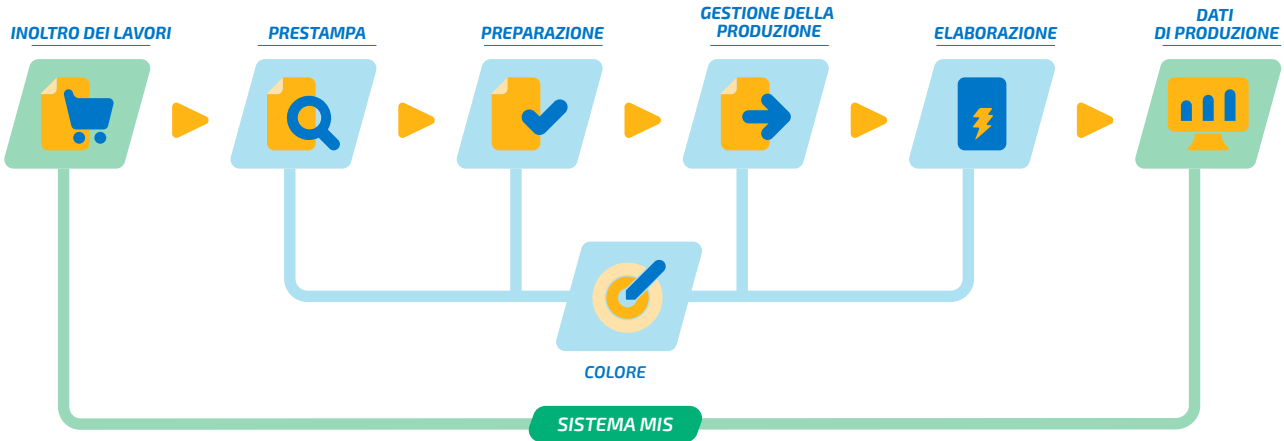 INOLTRO DEI LAVORI
PRESTAMPA
PREPARAZIONE
GESTIONE DELLA
PRODUZIONE
ELABORAZIONE
DATI
DI PRODUZIONE
COLORE
SISTEMA MIS